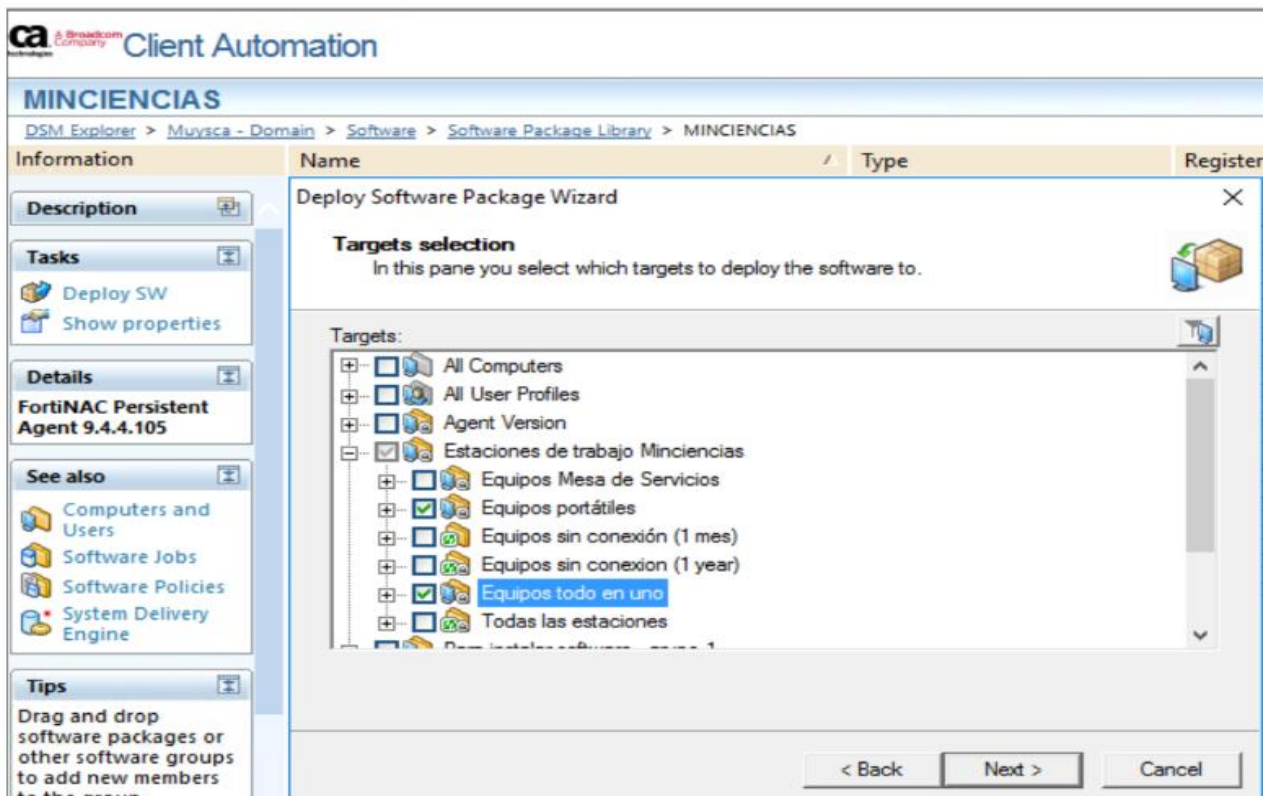 ca
technologies
A Broadcom
Company
Client Automation
MINCIENCIAS
DSM Explorer > Muysca - Domain > Software > Software Package Library > MINCIENCIAS
Information
Name
Type
Register
Description
Tasks
Deploy SW
Show properties
Details
FortiNAC Persistent
Agent 9.4.4.105
See also
Computers and
Users
Software Jobs
Software Policies
System Delivery
Engine
Tips
Drag and drop
software packages or
other software groups
to add new members
to the group
Deploy Software Package Wizard
Targets selection
In this pane you select which targets to deploy the software to.
Targets:
All Computers
All User Profiles
Agent Version
Estaciones de trabajo Minciencias
Equipos Mesa de Servicios
Equipos portátiles
Equipos sin conexión (1 mes)
Equipos sin conexion (1 year)
Equipos todo en uno
Todas las estaciones
< Back
Next >
Cancel